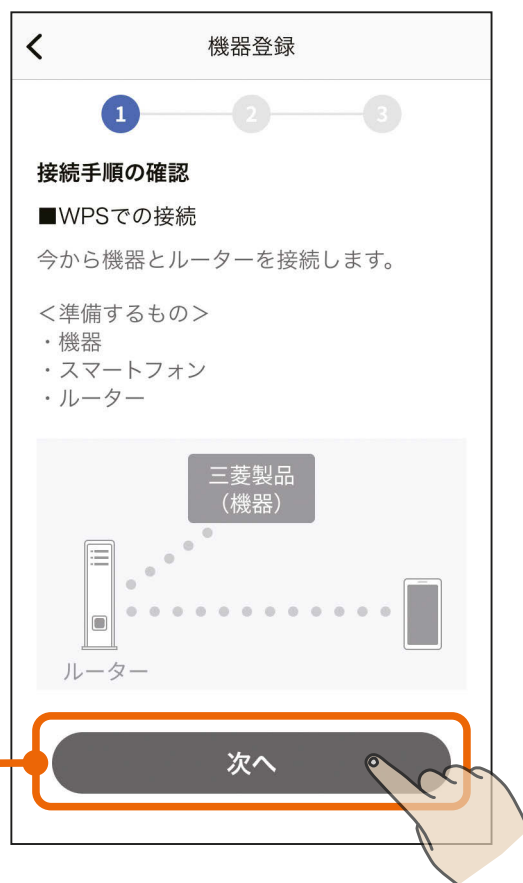 機器登録
1 2 3
接続手順の確認
■WPSでの接続
今から機器とルーターを接続します。
＜準備するもの＞
・機器
・スマートフォン
・ルーター
三菱製品
（機器）
ルーター
次へ